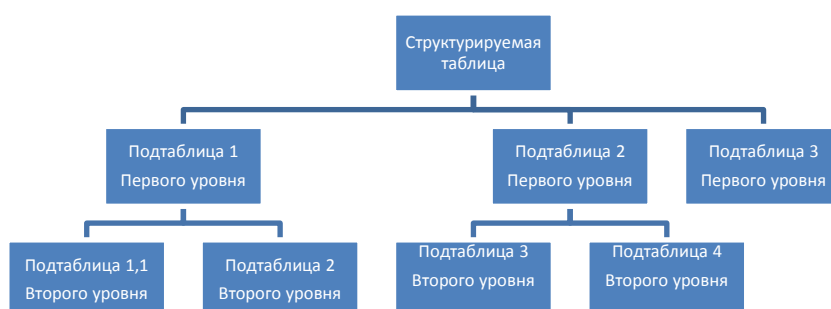 Структурируемая
таблица
Подтаблица 1
Первого уровня
Подтаблица 2
Первого уровня
Подтаблица 3
Первого уровня
Подтаблица 1,1
Второго уровня
Подтаблица 2
Второго уровня
Подтаблица 3
Второго уровня
Подтаблица 4
Второго уровня